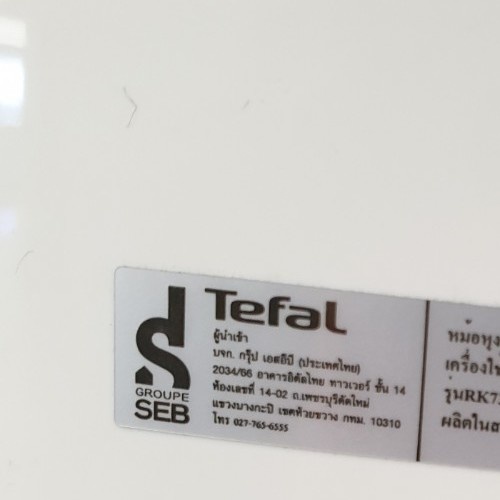 GROUPE
SEB
Tefal
ผู้นำเข้า
บจก. กรุ๊ป เอสอีบี (ประเทศไทย)
2034/66 อาคารอิตัลไทย ทาวเวอร์ ชั้น 14
ห้องเลขที่ 14-02 ถ.เพชรบุรีตัดใหม่
แขวงบางกะปิ เขตห้วยขวาง กทม. 10310
โทร 027-765-6555
หม้อหุง
เครื่องใช้
รุ่นRK7
ผลิตใน